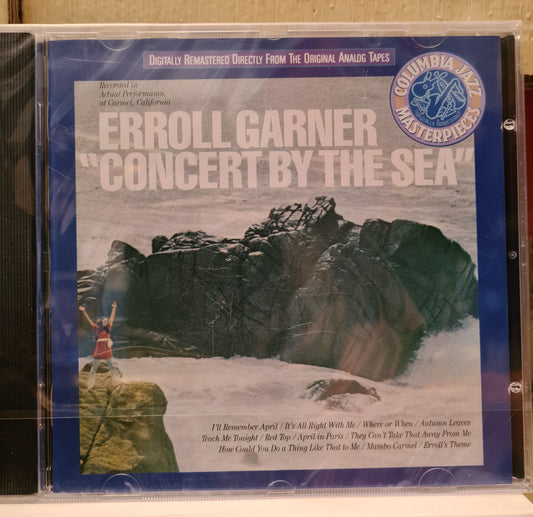 DIGITALLY REMASTERED DIRECTLY FROM THE ORIGINAL ANALOG TAPES
COLUMBIA JAZZ
MASTERPIECES
Recorded in
Actual Performance,
at Carmel, California
ERROLL GARNER
"CONCERT BY THE SEA"
I'll Remember April / It's All Right With Me / Where or When / Autumn Leaves
Teach Me Tonight / Red Top / April in Paris / They Can't Take That Away From Me
How Could You Do a Thing Like That to Me / Mambo Carmel / Erroll's Theme